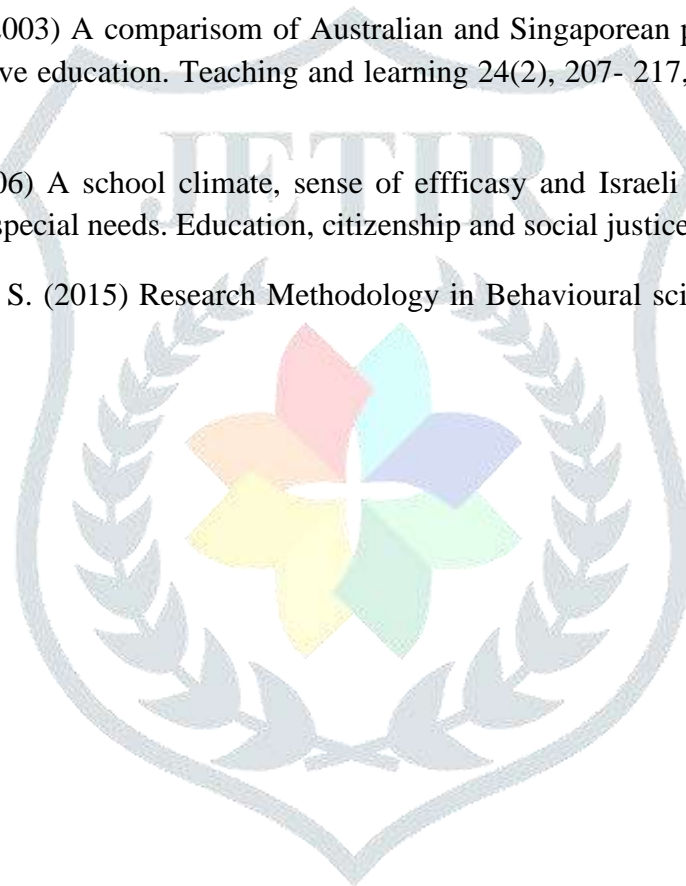 2003) A comparisom of Australian and Singaporean p
ve education. Teaching and learning 24(2), 207- 217,
JETIR
06) A school climate, sense of effficasy and Israeli
special needs. Education, citizenship and social justice
S. (2015) Research Methodology in Behavioural sci